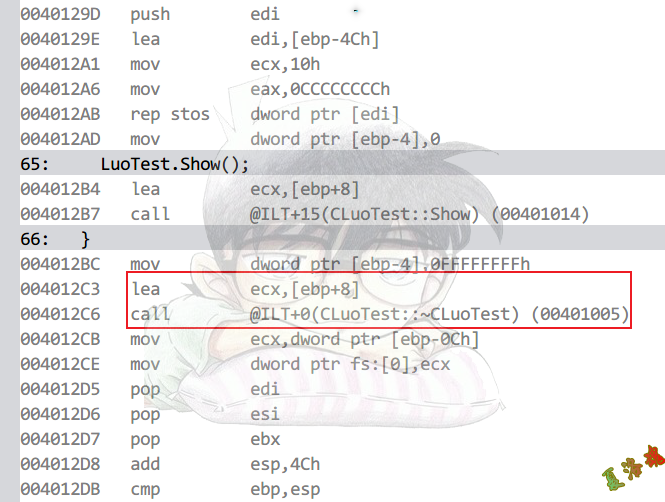 0040129D push edi
0040129E lea edi,[ebp-4Ch]
004012A1 mov ecx,10h
004012A6 mov eax,0CCCCCCCCh
004012AB rep stos dword ptr [edi]
004012AD mov dword ptr [ebp-4],0
65: LuoTest.Show();
004012B4 lea ecx,[ebp+8]
004012B7 call @ILT+15(CLuoTest::Show) (00401014)
66: }
004012BC mov dword ptr [ebp-4],0FFFFFFFFh
004012C3 lea ecx,[ebp+8]
004012C6 call @ILT+0(CLuoTest::~CLuoTest) (00401005)
004012CB mov ecx,dword ptr [ebp-0Ch]
004012CE mov dword ptr fs:[0],ecx
004012D5 pop edi
004012D6 pop esi
004012D7 pop ebx
004012D8 add esp,4Ch
004012DB cmp ebp,esp